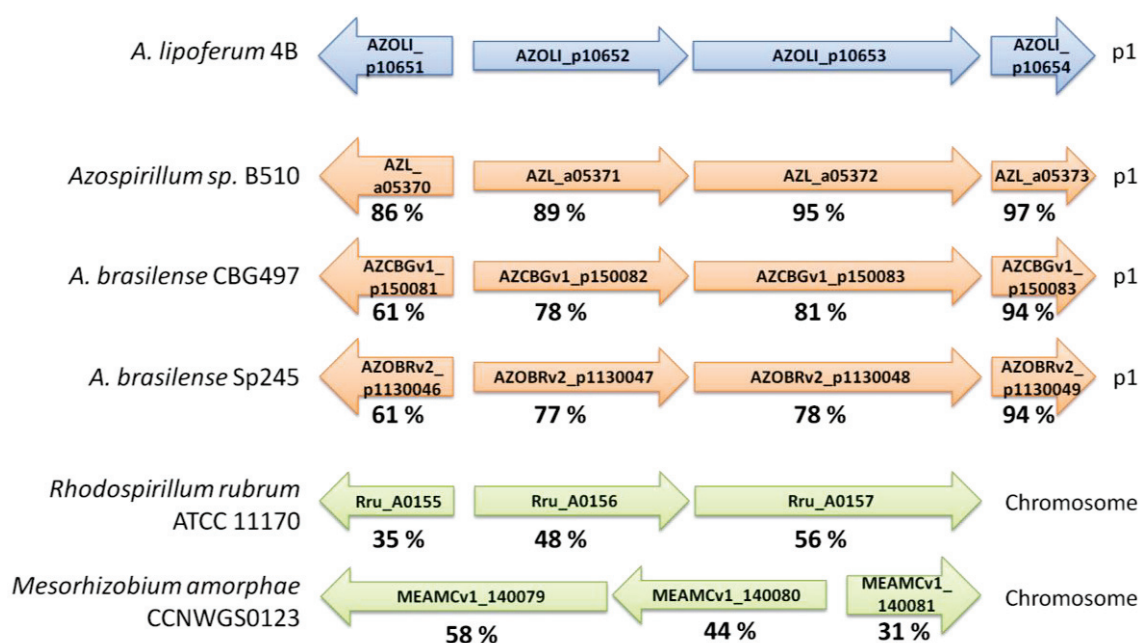 A. lipoferum 4B
AZOLI_
p10651
AZOLI_p10652
AZOLI_p10653
AZOLI_
p10654
p1
Azospirillum sp. B510
AZL_
a05370
AZL_a05371
AZL_a05372
AZL_a05373
p1
86 %
89 %
95 %
97 %
A. brasilense CBG497
AZCBGv1_
p150081
AZCBGv1_p150082
AZCBGv1_p150083
AZCBGv1_
p150083
p1
61 %
78 %
81 %
94 %
A. brasilense Sp245
AZOBRv2_
p1130046
AZOBRv2_p1130047
AZOBRv2_p1130048
AZOBRv2_
p1130049
p1
61 %
77 %
78 %
94 %
Rhodospirillum rubrum
ATCC 11170
Rru_A0155
Rru_A0156
Rru_A0157
Chromosome
35 %
48 %
56 %
Mesorhizobium amorphae
CCNWGS0123
MEAMCv1_140079
MEAMCv1_140080
MEAMCv1_
140081
Chromosome
58 %
44 %
31 %